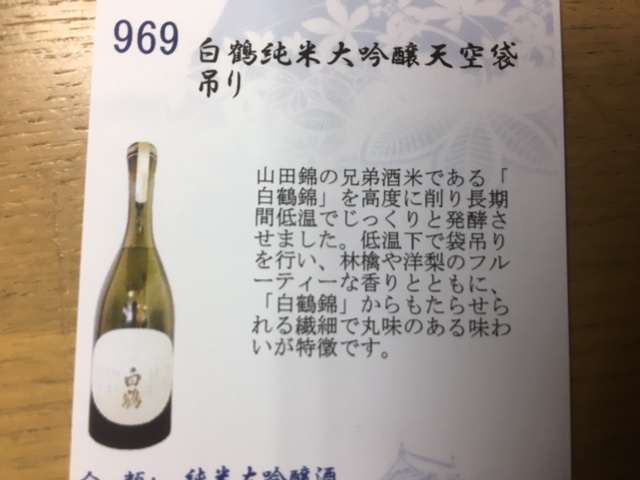 969
白鶴純米大吟醸天空袋
吊り
山田錦の兄弟酒米である「
白鶴錦」を高度に削り長期
間低温でじっくりと発酵さ
せました。低温下で袋吊り
を行い、林檎や洋梨のフル
ーティーな香りとともに、
「白鶴錦」からもたらせら
れる繊細で丸味のある味わ
いが特徴です。
白鶴
純米大吟醸酒